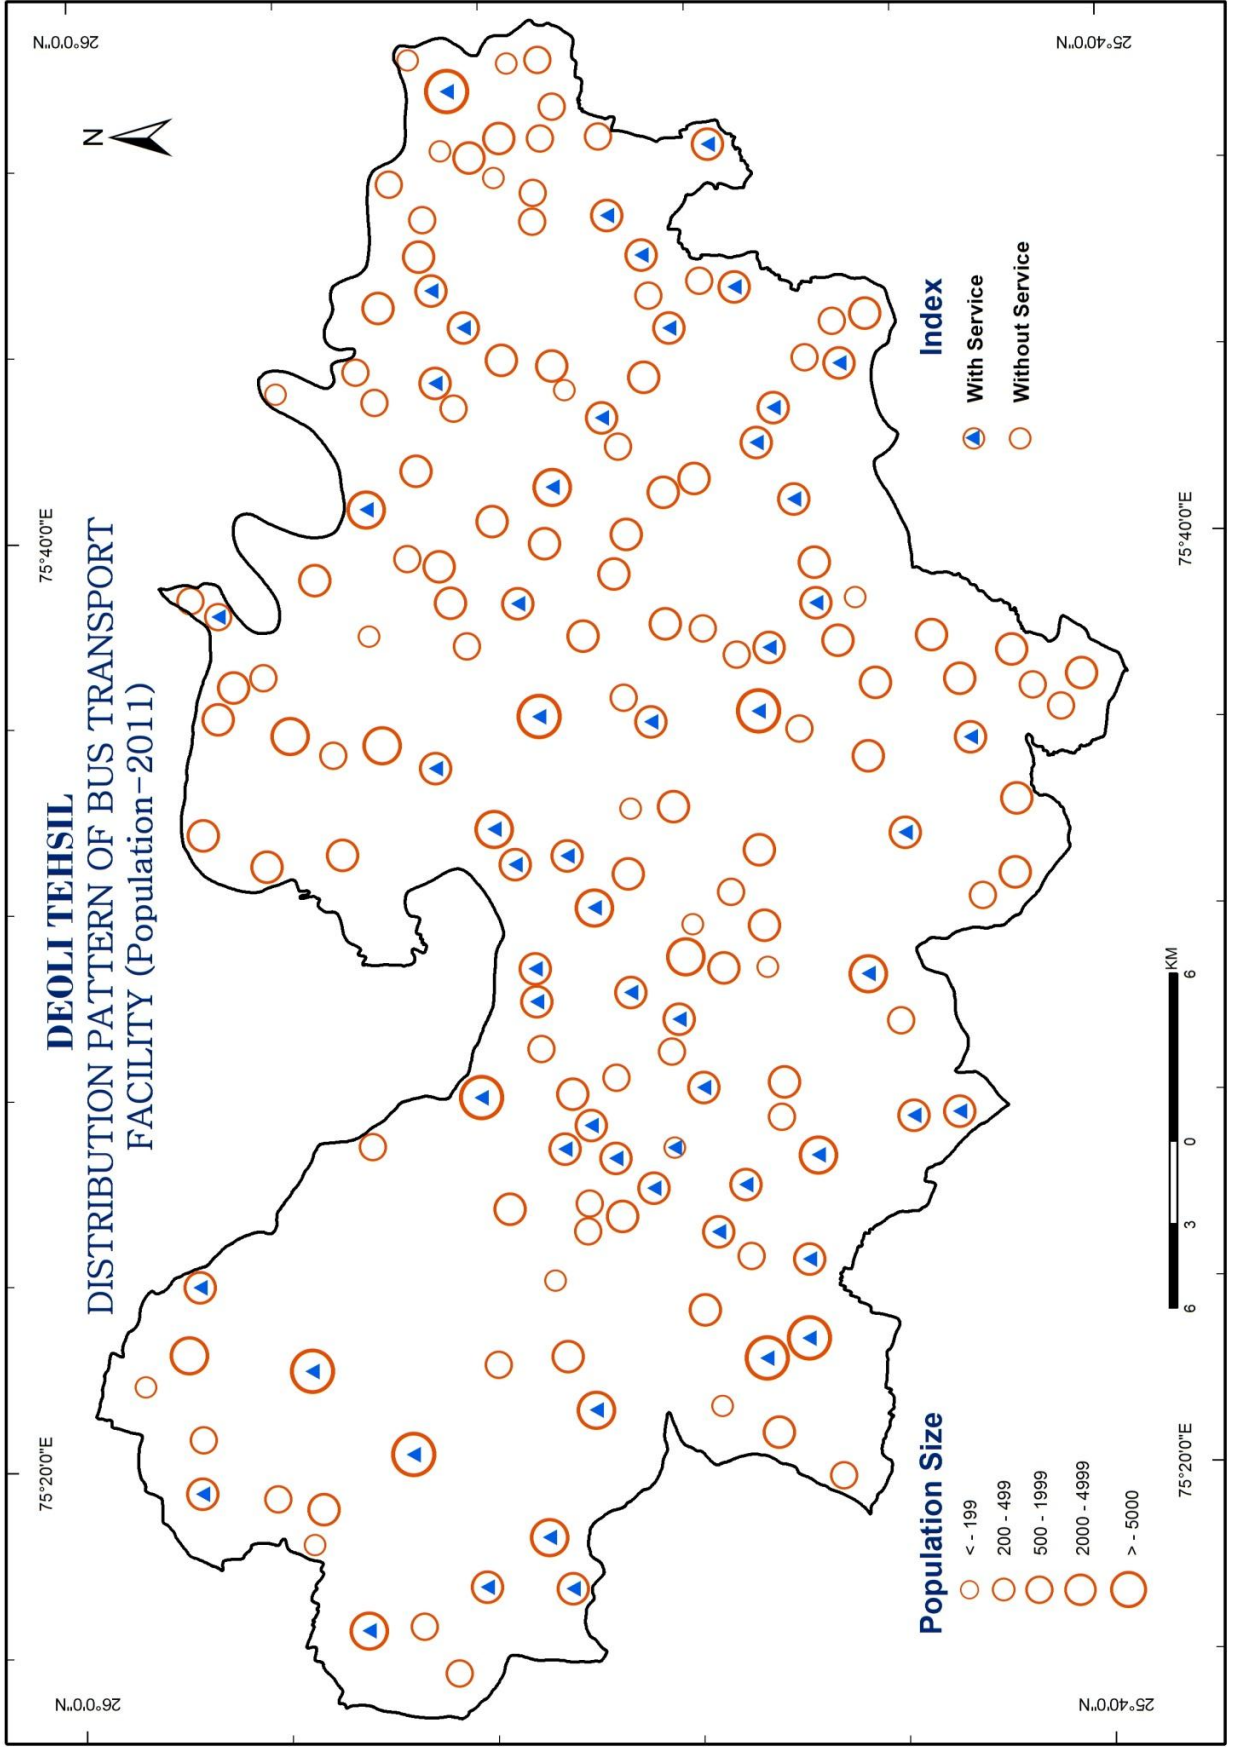 DEOLI TEHSIL
DISTRIBUTION PATTERN OF BUS TRANSPORT
FACILITY (Population-2011)
75°20'0"E
75°40'0"E
26°0'0"N
26°0'0"N
N
25°40'0"N
25°40'0"N
75°20'0"E
75°40'0"E
Population Size
< - 199
200 - 499
500 - 1999
2000 - 4999
> - 5000
6
3
0
6
KM
Index
With Service
Without Service